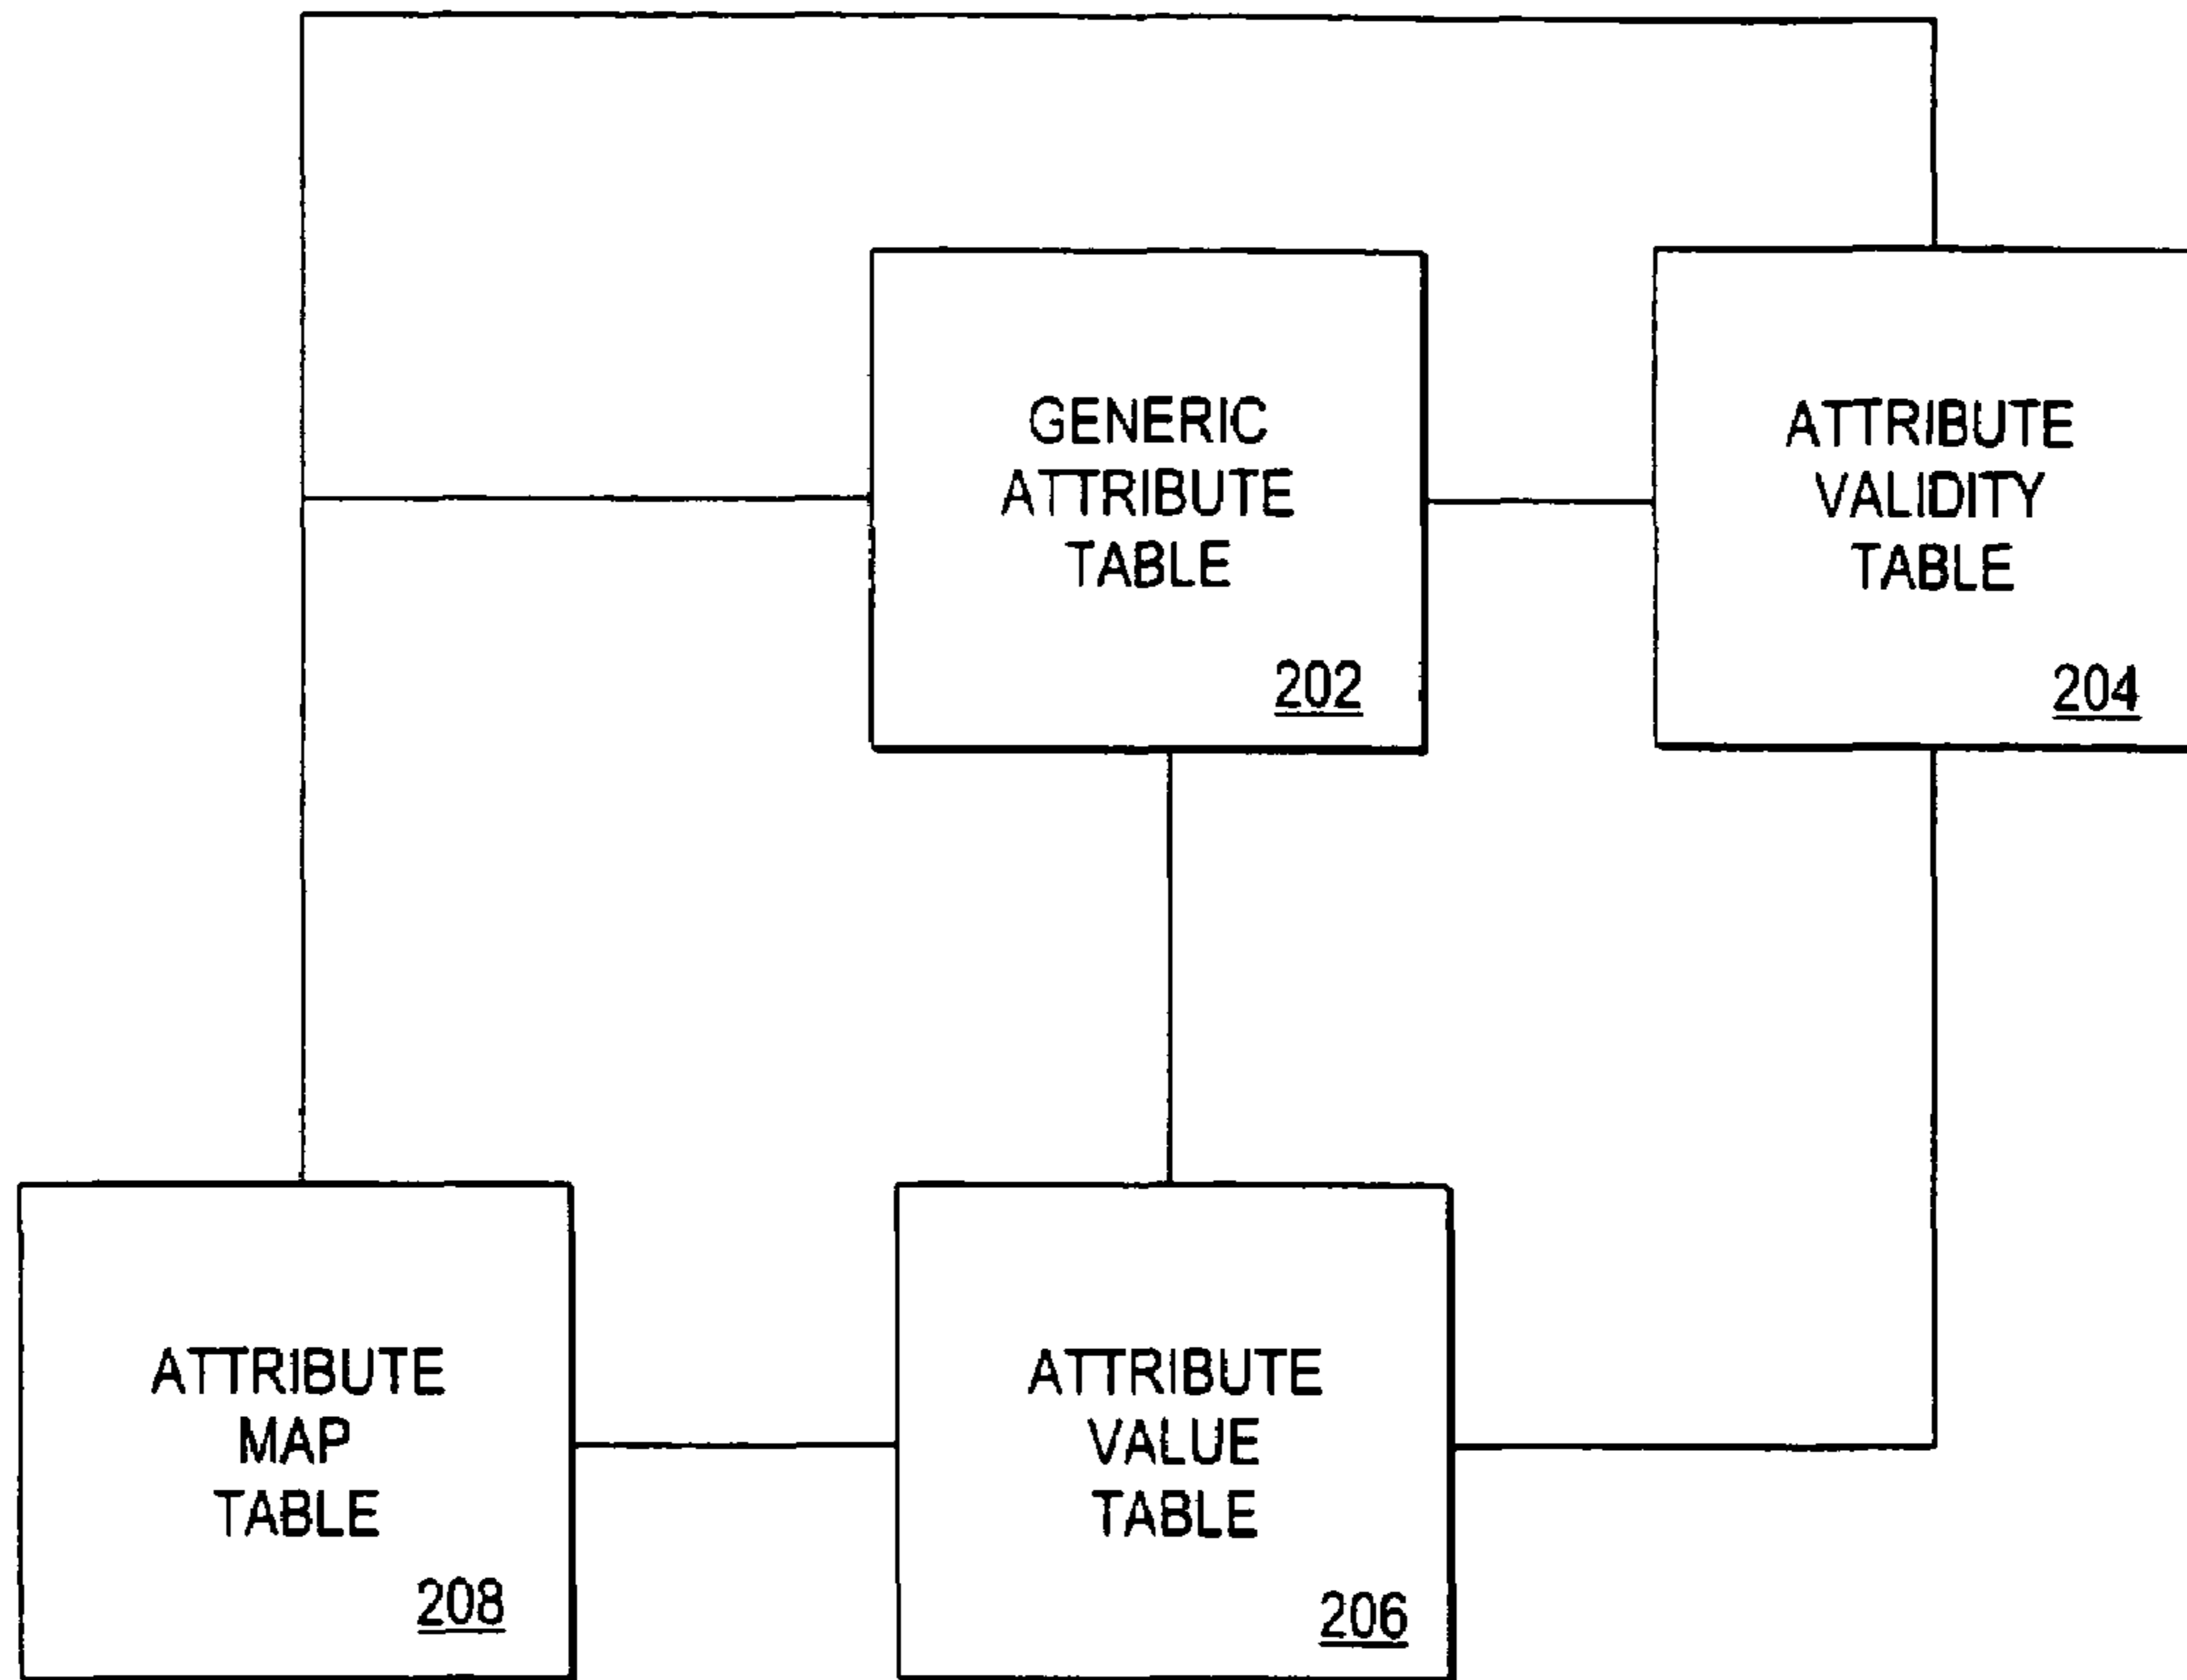 GENERIC
ATTRIBUTE
TABLE
202
ATTRIBUTE
VALIDITY
TABLE
204
ATTRIBUTE
MAP
TABLE
208
ATTRIBUTE
VALUE
TABLE
206